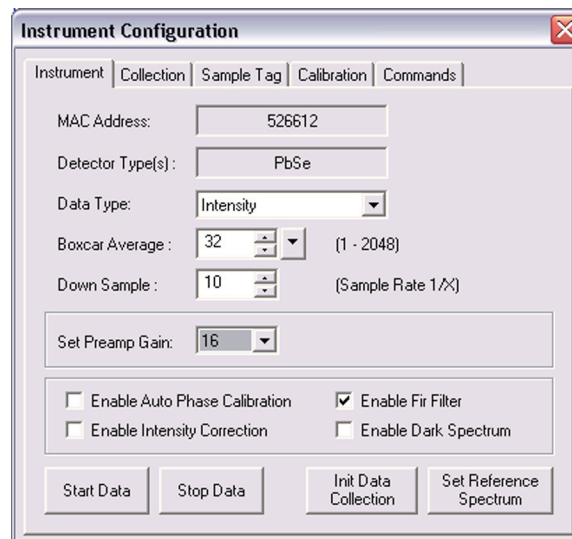 Instrument Configuration
Instrument Collection Sample Tag Calibration Commands
MAC Address: 526612
Detector Type(s) : PbSe
Data Type: Intensity
Boxcar Average : 32 (1 - 2048)
Down Sample : 10 (Sample Rate 1/X)
Set Preamp Gain: 16
Enable Auto Phase Calibration Enable Fir Filter
Enable Intensity Correction Enable Dark Spectrum
Start Data Stop Data Init Data Collection Set Reference Spectrum